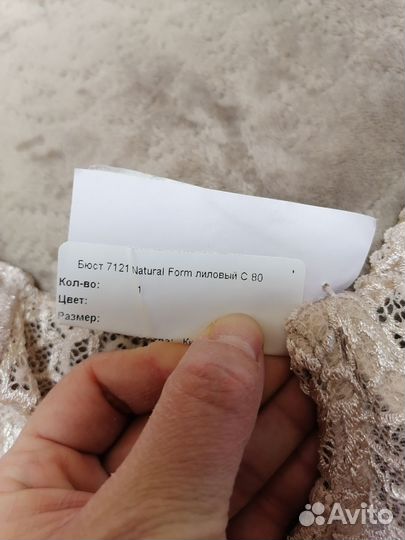 Бюст 7121 Natural Form лиловый С 80
Кол-во: 1
Цвет:
Размер:
Avito